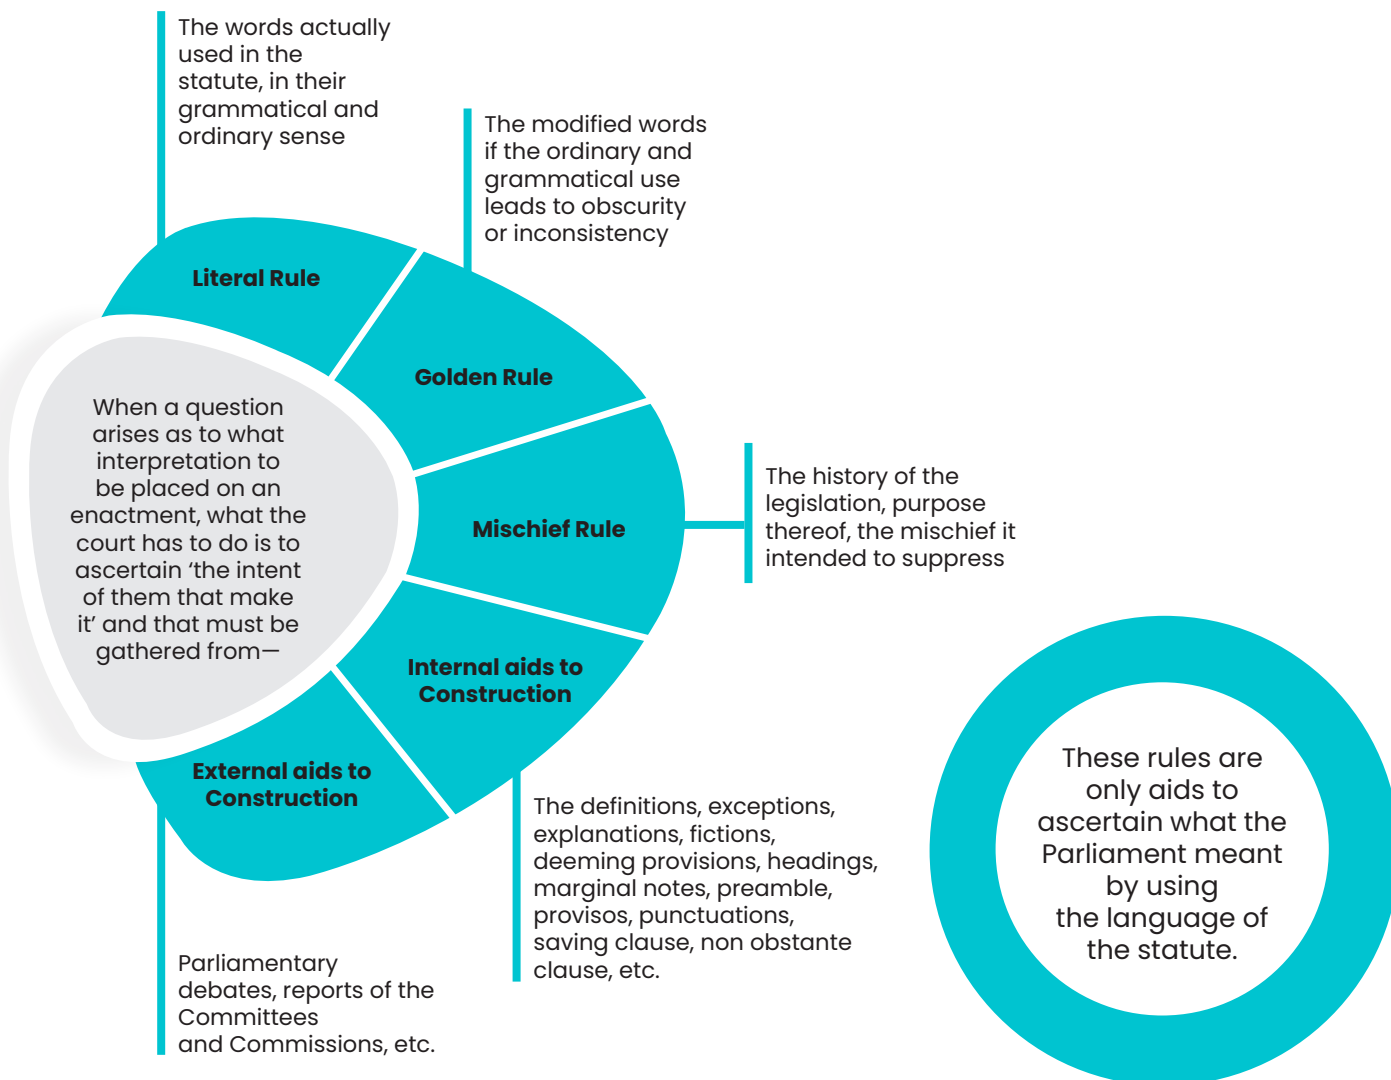 The words actually
used in the
statute, in their
grammatical and
ordinary sense
The modified words
if the ordinary and
grammatical use
leads to obscurity
or inconsistency
Literal Rule
Golden Rule
When a question
arises as to what
interpretation to
be placed on an
enactment, what the
court has to do is to
ascertain ‘the intent
of them that make
it’ and that must be
gathered from—
Mischief Rule
The history of the
legislation, purpose
thereof, the mischief it
intended to suppress
Internal aids to
Construction
External aids to
Construction
The definitions, exceptions,
explanations, fictions,
deeming provisions, headings,
marginal notes, preamble,
provisos, punctuations,
saving clause, non obstante
clause, etc.
Parliamentary
debates, reports of the
Committees
and Commissions, etc.
These rules are
only aids to
ascertain what the
Parliament meant
by using
the language of
the statute.